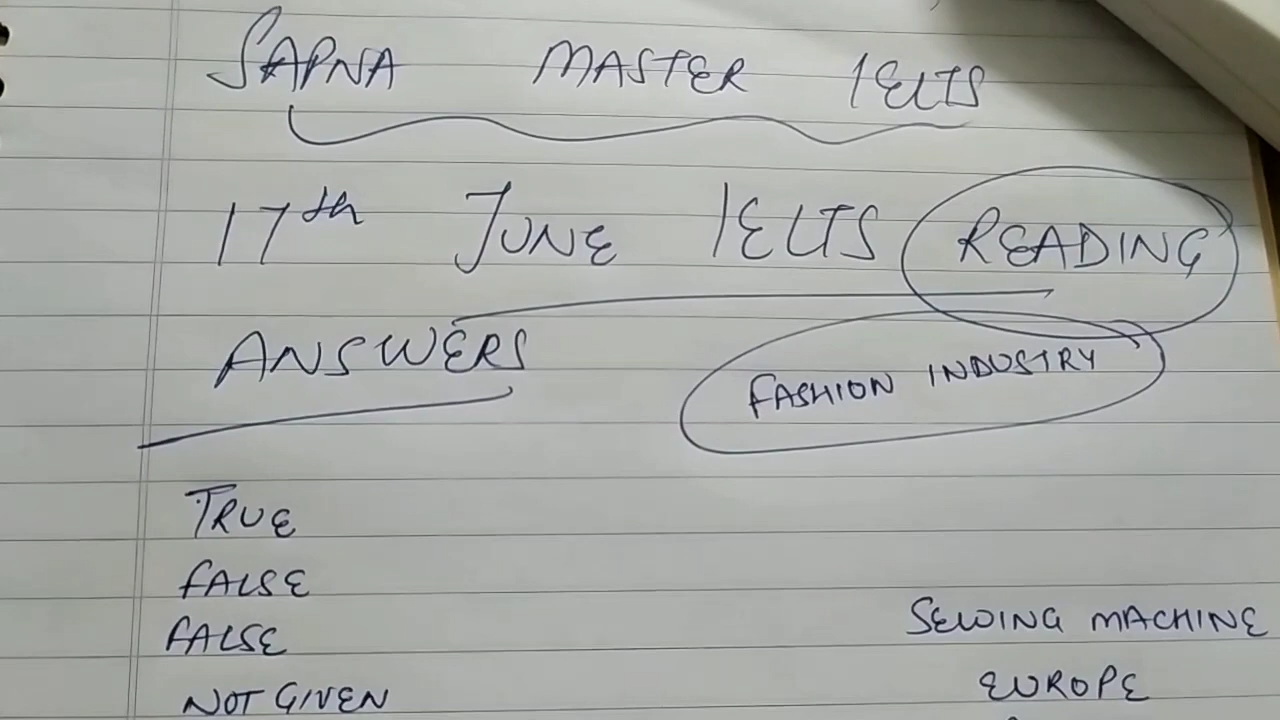 SAPNA MASTER IELTS
17th JUNE IELTS READING
ANSWERS
FASHION INDUSTRY
TRUE
FALSE
FALSE
NOT GIVEN
SEWING MACHINE
EUROPE